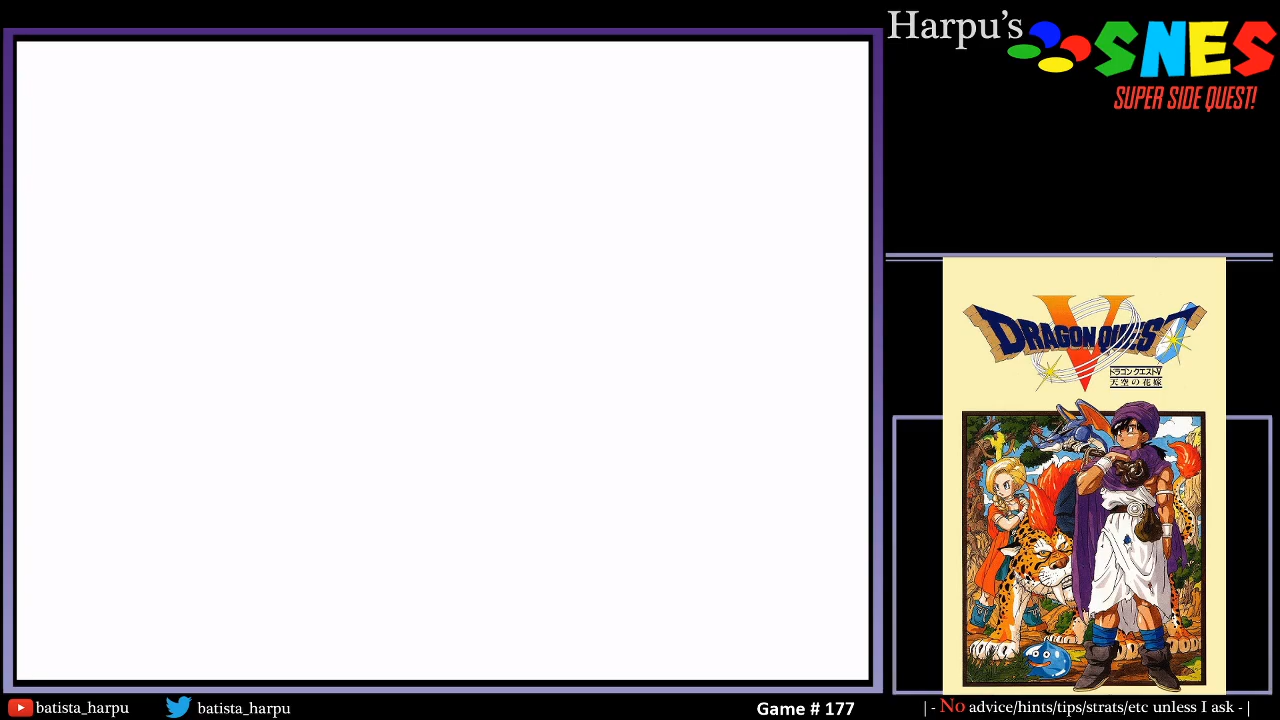 Harpu's
SNES
SUPER SIDE QUEST!
DRAGON QUEST
V
ドラゴンクエストV
天空の花嫁
batista_harpu
batista_harpu
Game # 177
|- No advice/hints/tips/strats/etc unless I ask -|